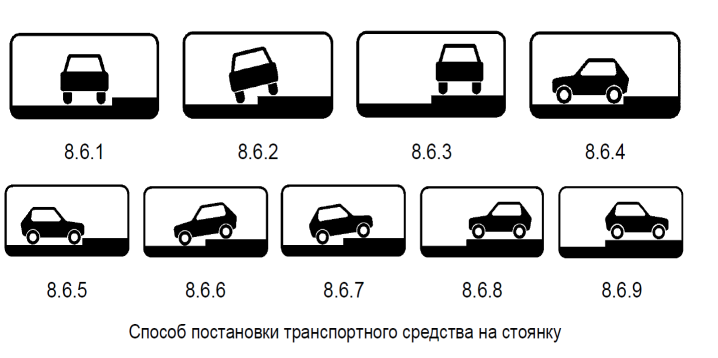 8.6.1 8.6.2 8.6.3 8.6.4
8.6.5 8.6.6 8.6.7 8.6.8 8.6.9
Способ постановки транспортного средства на стоянку